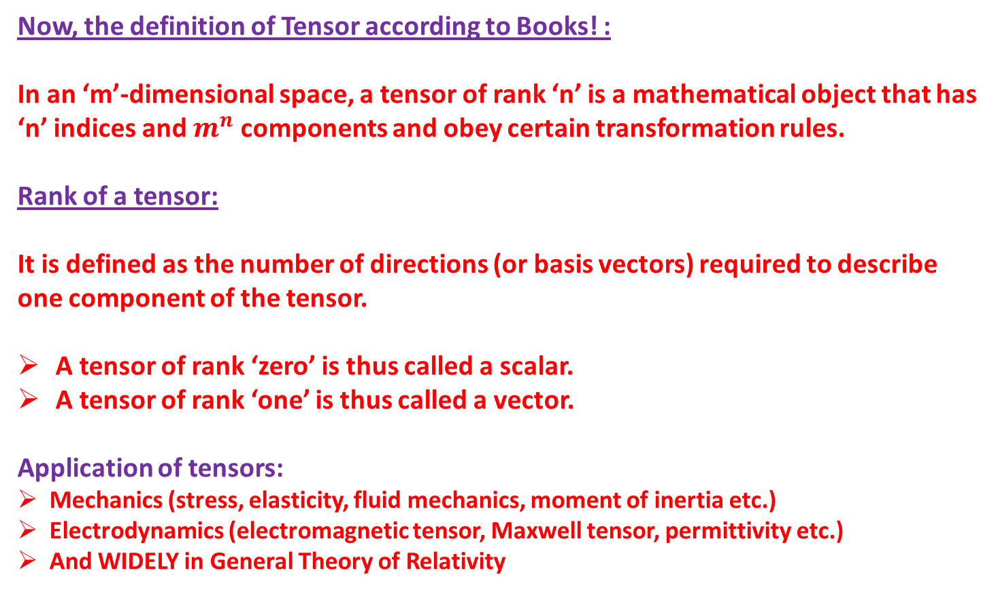 Now, the definition of Tensor according to Books! :
In an ‘m’-dimensional space, a tensor of rank ‘n’ is a mathematical object that has
‘n’ indices and mⁿ components and obey certain transformation rules.
Rank of a tensor:
It is defined as the number of directions (or basis vectors) required to describe
one component of the tensor.
➢ A tensor of rank ‘zero’ is thus called a scalar.
➢ A tensor of rank ‘one’ is thus called a vector.
Application of tensors:
➢ Mechanics (stress, elasticity, fluid mechanics, moment of inertia etc.)
➢ Electrodynamics (electromagnetic tensor, Maxwell tensor, permittivity etc.)
➢ And WIDELY in General Theory of Relativity